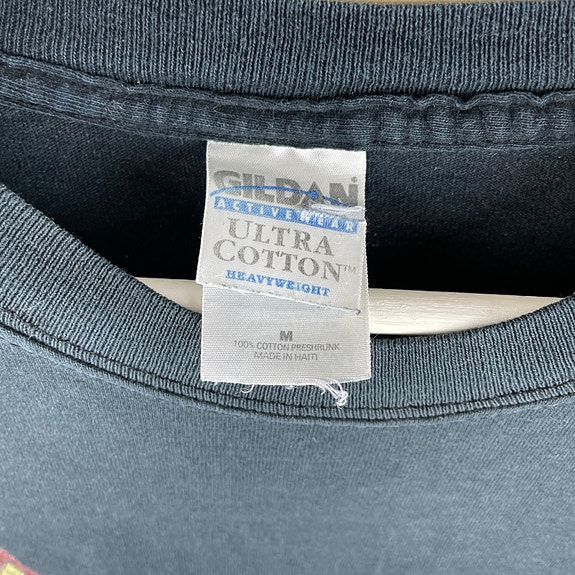 GILDAN
ACTIVEWEAR
ULTRA
COTTON™
HEAVYWEIGHT
M
100% COTTON PRESHRUNK
MADE IN HAITI